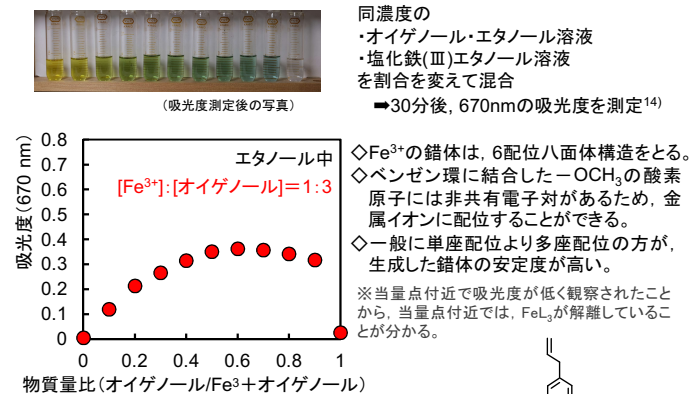 同濃度の
・オイゲノール・エタノール溶液
・塩化鉄(Ⅲ)エタノール溶液
を割合を変えて混合
➡30分後, 670nmの吸光度を測定14)
(吸光度測定後の写真)
吸光度(670 nm)
0.8
0.7
0.6
0.5
0.4
0.3
0.2
0.1
0
エタノール中
[Fe3+]:[オイゲノール]=1:3
0
0.2
0.4
0.6
0.8
1
物質量比(オイゲノール/Fe3+オイゲノール)
◇Fe3+の錯体は, 6配位八面体構造をとる。
◇ベンゼン環に結合した-OCH3の酸素
原子には非共有電子対があるため, 金
属イオンに配位することができる。
◇一般に単座配位より多座配位の方が,
生成した錯体の安定度が高い。
※当量点付近で吸光度が低く観察されたこと
から, 当量点付近では, FeL3が解離しているこ
とが分かる。